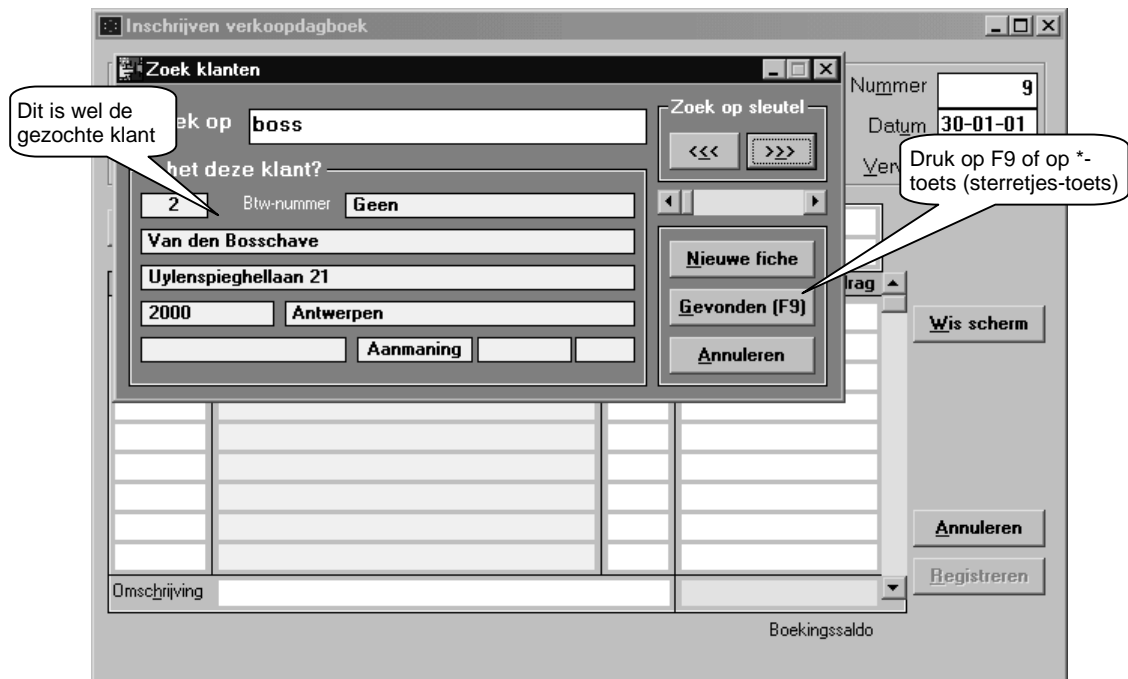 Inschrijven verkoopdagboek
Zoek klanten
Dit is wel de
gezochte klant
ek op boss
het deze klant?
2 Btw-nummer Geen
Van den Bosschave
Uylenspieghellaan 21
2000 Antwerpen
Aanmaning
Zoek op sleutel
<<< >>>
Nieuwe fiche
Gevonden (F9)
Annuleren
Nummer 9
Datum 30-01-01
Ver
Druk op F9 of op *-
toets (sterretjes-toets)
drag
Wis scherm
Annuleren
Registreren
Omschrijving
Boekingssaldo